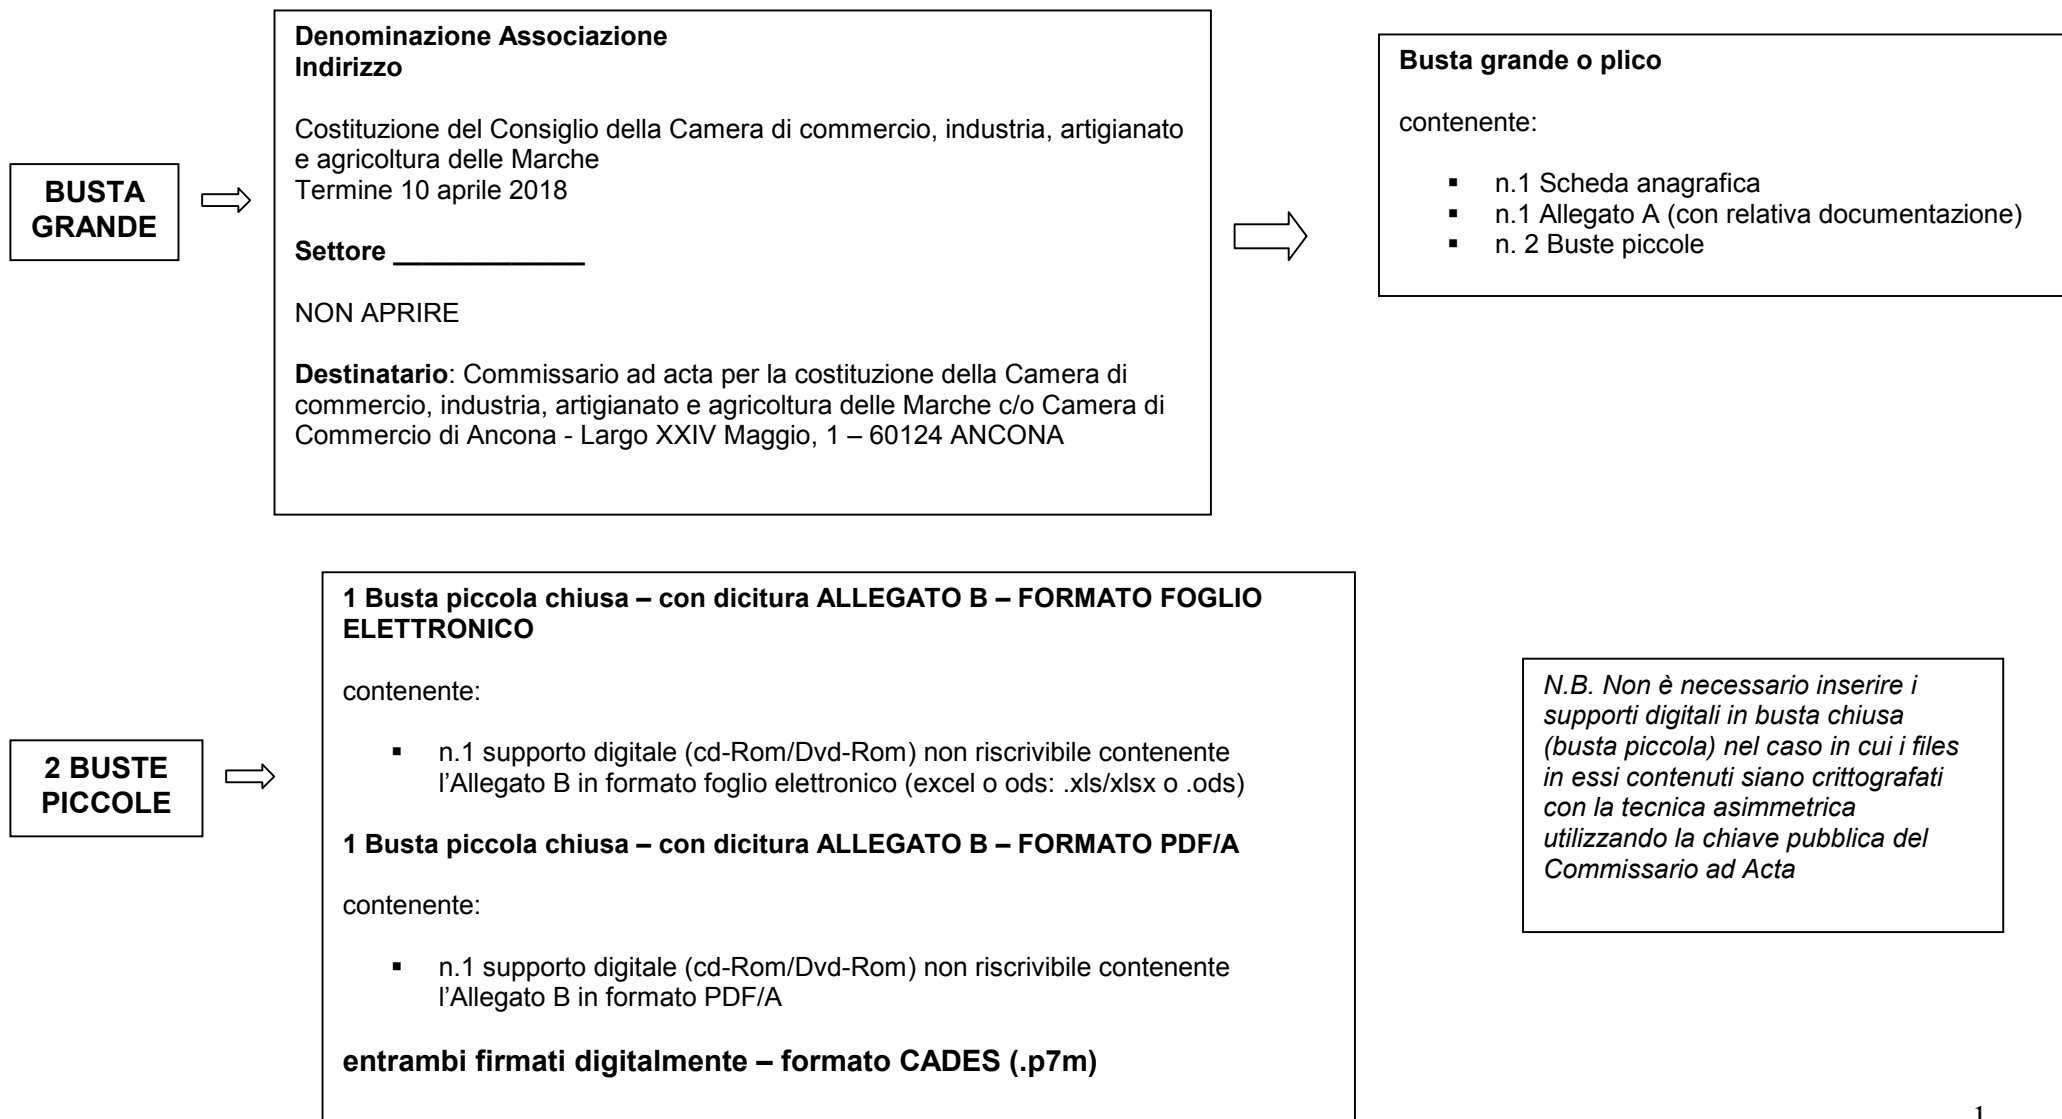 BUSTA
GRANDE
Denominazione Associazione
Indirizzo
Costituzione del Consiglio della Camera di commercio, industria, artigianato
e agricoltura delle Marche
Termine 10 aprile 2018
Settore _____________
NON APRIRE
Destinatario: Commissario ad acta per la costituzione della Camera di
commercio, industria, artigianato e agricoltura delle Marche c/o Camera di
Commercio di Ancona - Largo XXIV Maggio, 1 – 60124 ANCONA
Busta grande o plico
contenente:
▪ n.1 Scheda anagrafica
▪ n.1 Allegato A (con relativa documentazione)
▪ n. 2 Buste piccole
2 BUSTE
PICCOLE
1 Busta piccola chiusa – con dicitura ALLEGATO B – FORMATO FOGLIO
ELETTRONICO
contenente:
▪ n.1 supporto digitale (cd-Rom/Dvd-Rom) non riscrivibile contenente
l’Allegato B in formato foglio elettronico (excel o ods: .xls/xlsx o .ods)
1 Busta piccola chiusa – con dicitura ALLEGATO B – FORMATO PDF/A
contenente:
▪ n.1 supporto digitale (cd-Rom/Dvd-Rom) non riscrivibile contenente
l’Allegato B in formato PDF/A
entrambi firmati digitalmente – formato CADES (.p7m)
N.B. Non è necessario inserire i
supporti digitali in busta chiusa
(busta piccola) nel caso in cui i files
in essi contenuti siano crittografati
con la tecnica asimmetrica
utilizzando la chiave pubblica del
Commissario ad Acta
1